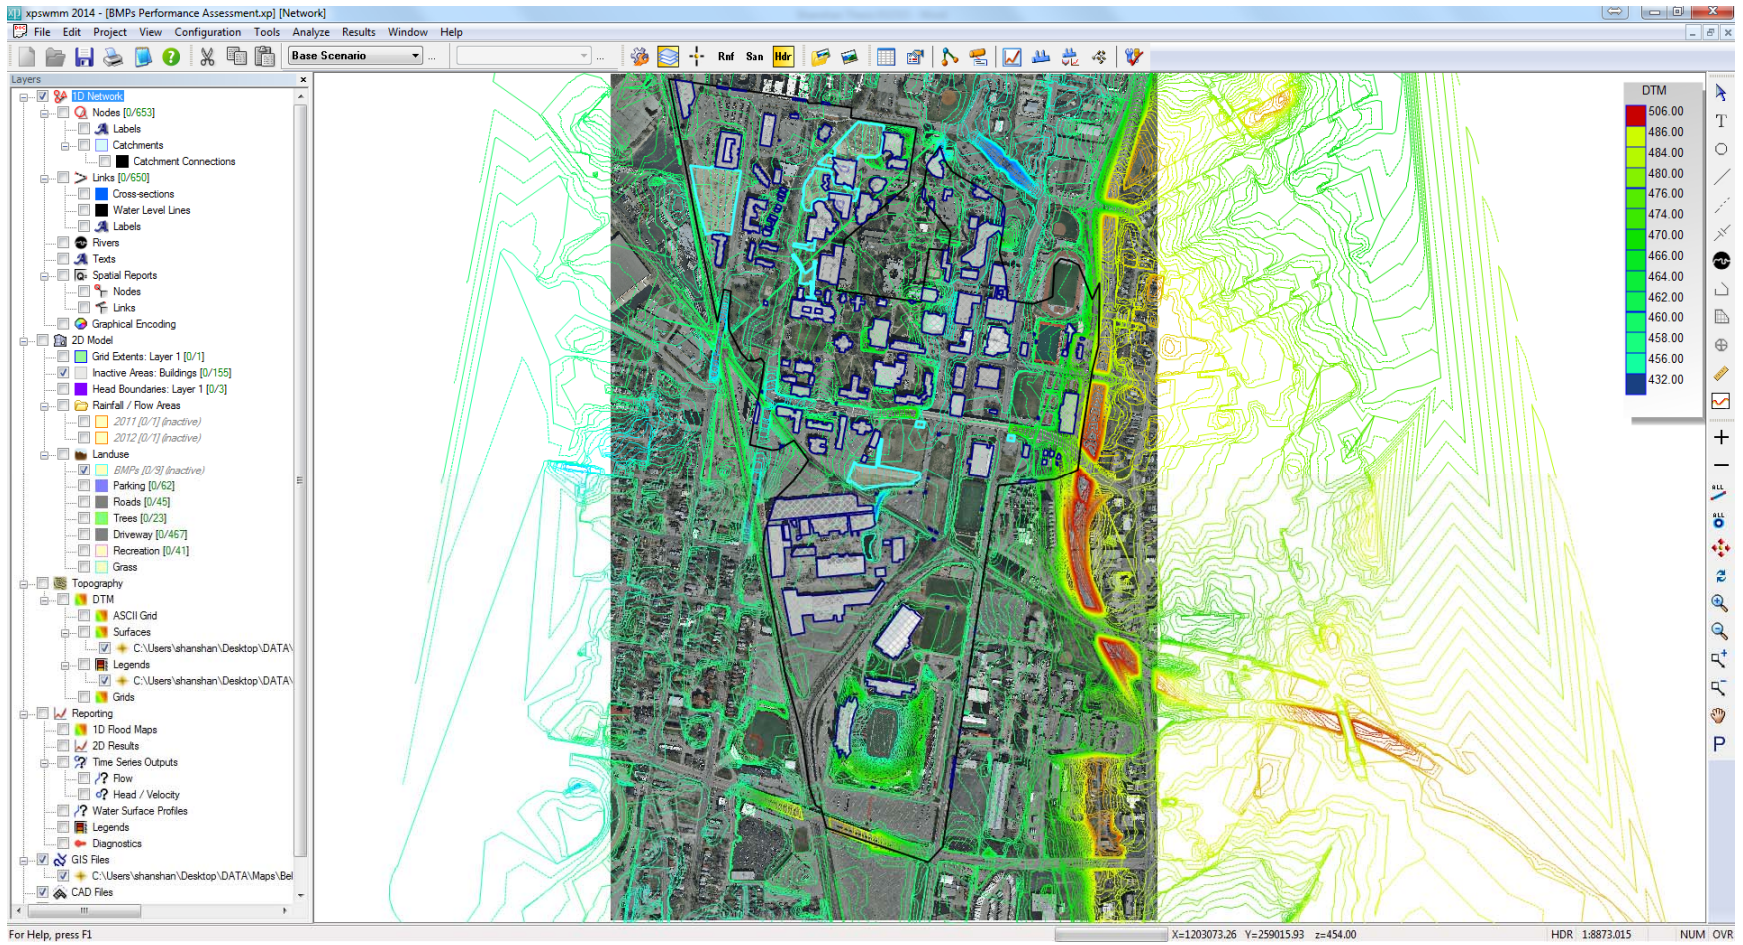 xpswmm 2014 - [BMPs Performance Assessment.xp] [Network]
File Edit Project View Configuration Tools Analyze Results Window Help
Base Scenario ... ... Rnf San Hdr
Layers
1D Network
Nodes [0/653]
Labels
Catchments
Catchment Connections
Links [0/650]
Cross-sections
Water Level Lines
Labels
Rivers
Texts
Spatial Reports
Nodes
Links
Graphical Encoding
2D Model
Grid Extents: Layer 1 [0/1]
Inactive Areas: Buildings [0/155]
Head Boundaries: Layer 1 [0/3]
Rainfall / Flow Areas
2011 [0/1] (inactive)
2012 [0/1] (inactive)
Landuse
BMPs [0/9] (inactive)
Parking [0/62]
Roads [0/45]
Trees [0/23]
Driveway [0/467]
Recreation [0/41]
Grass
Topography
DTM
ASCII Grid
Surfaces
C:\Users\shanshan\Desktop\DATA\
Legends
C:\Users\shanshan\Desktop\DATA\
Grids
Reporting
1D Flood Maps
2D Results
Time Series Outputs
Flow
Head / Velocity
Water Surface Profiles
Legends
Diagnostics
GIS Files
C:\Users\shanshan\Desktop\DATA\Maps\Bel
CAD Files
DTM
506.00
486.00
484.00
480.00
476.00
474.00
470.00
466.00
464.00
462.00
460.00
458.00
456.00
432.00
T
ALL
ALL
P
For Help, press F1
X=1203073.26 Y=259015.93 z=454.00
HDR 1:8873.015 NUM OVR